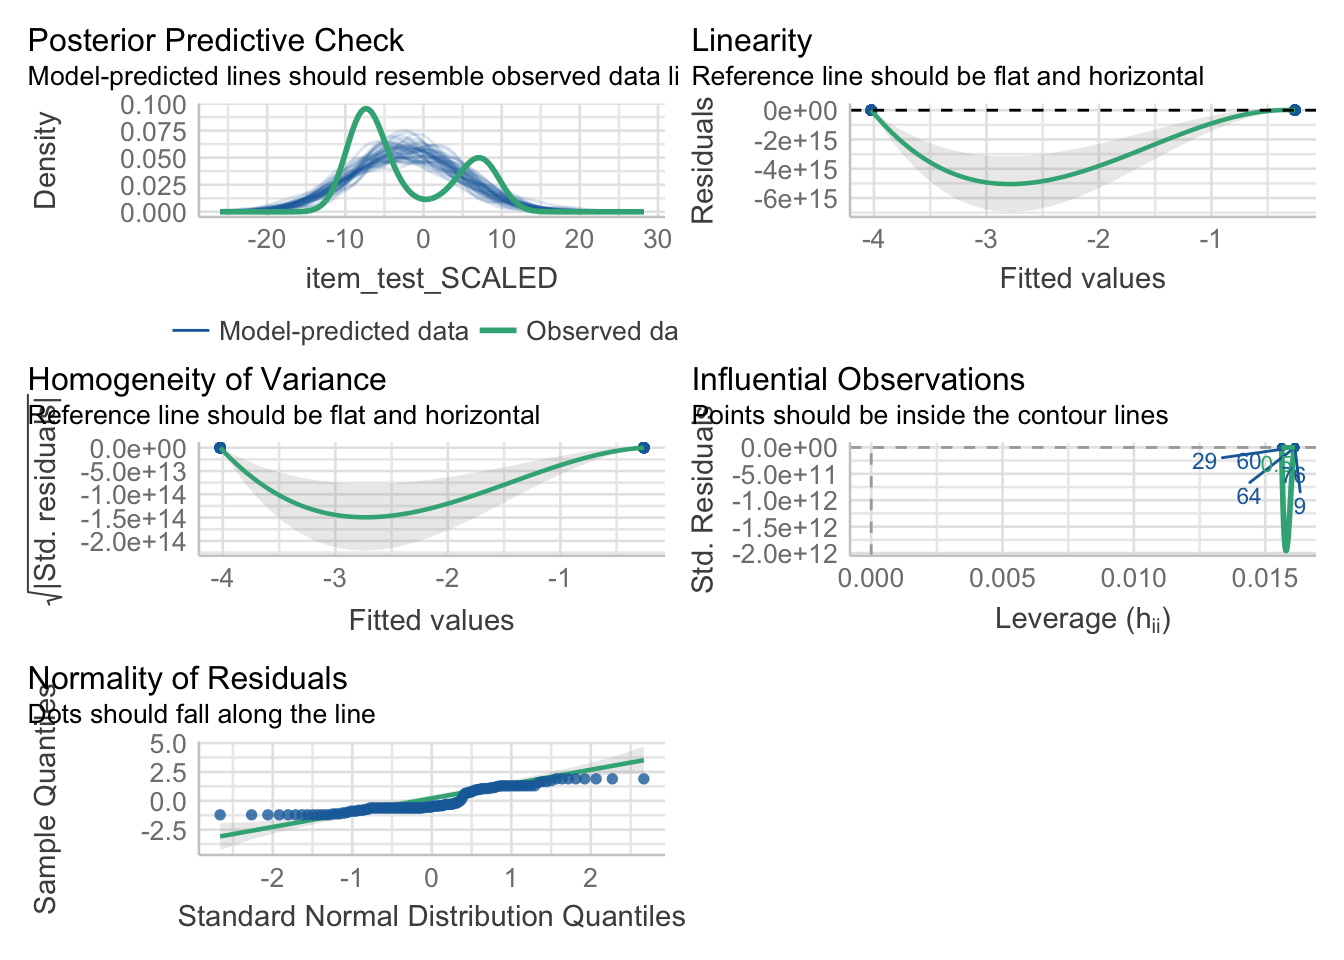 Posterior Predictive Check
Model-predicted lines should resemble observed data li
Density
0.100
0.075
0.050
0.025
0.000
-20 -10 0 10 20 30
item_test_SCALED
Model-predicted data Observed da
Linearity
Reference line should be flat and horizontal
Residuals
0e+00
-2e+15
-4e+15
-6e+15
-4 -3 -2 -1
Fitted values
Homogeneity of Variance
Reference line should be flat and horizontal
√|Std. residuals|
0.0e+00
-5.0e+13
-1.0e+14
-1.5e+14
-2.0e+14
-4 -3 -2 -1
Fitted values
Influential Observations
Points should be inside the contour lines
Std. Residuals
0.0e+00
-5.0e+11
-1.0e+12
-1.5e+12
-2.0e+12
29 60 76
64 9
0.000 0.005 0.010 0.015
Leverage (hii)
Normality of Residuals
Dots should fall along the line
Sample Quantiles
5.0
2.5
0.0
-2.5
-2 -1 0 1 2
Standard Normal Distribution Quantiles